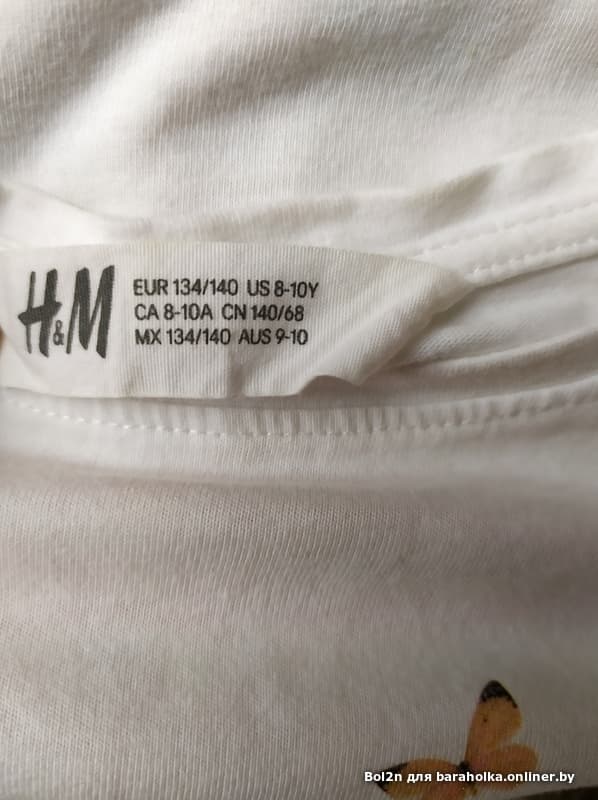 H&M
EUR 134/140 US 8-10Y
CA 8-10A CN 140/68
MX 134/140 AUS 9-10
Bol2n для baraholka.onliner.by